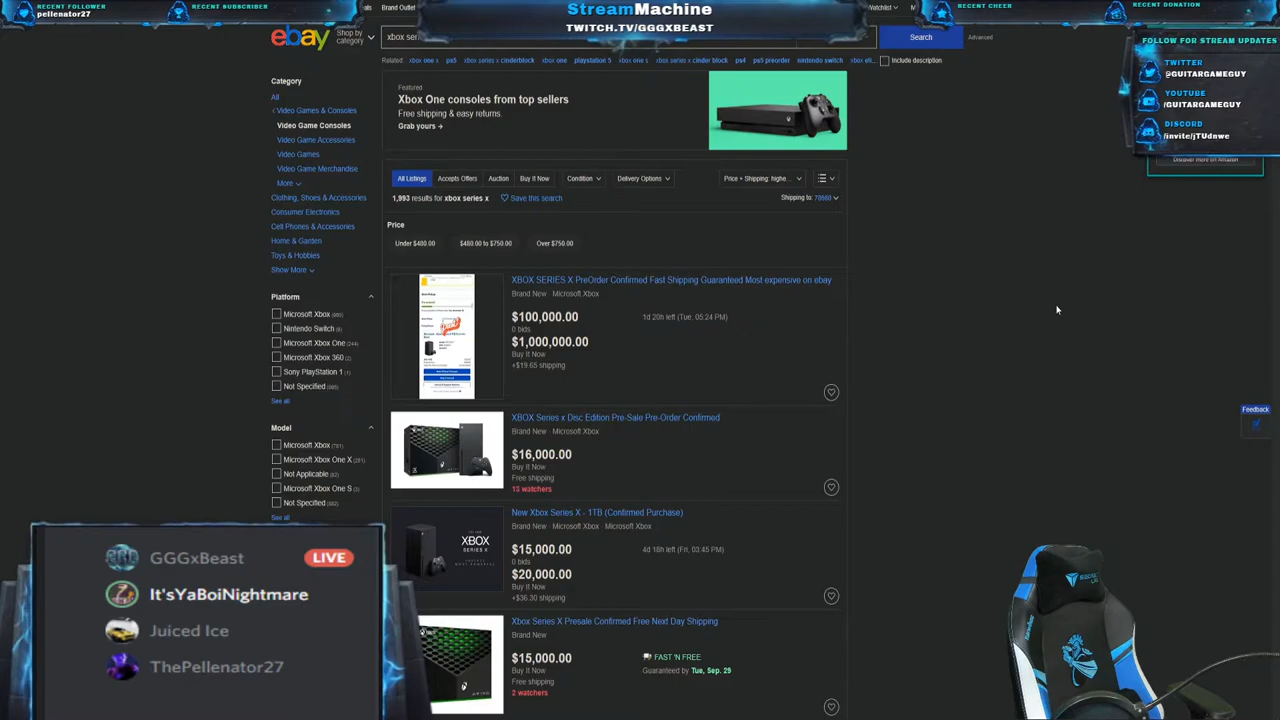 RECENT FOLLOWER
pellenator27
RECENT SUBSCRIBER
StreamMachine
TWITCH.TV/GGGXBEAST
RECENT CHEER
RECENT DONATION
Brand Outlet
FOLLOW FOR STREAM UPDATES
TWITTER
@GUITARGAMEGUY
YOUTUBE
/GUITARGAMEGUY
DISCORD
/invite/jTUdnwe
Discover more on Amazon
ebay
Shop by category
xbox seri
Search
Advanced
Related: xbox one x ps5 xbox series x cinderblock xbox one playstation 5 xbox one s xbox series x cinder block ps4 ps5 preorder nintendo switch xbox eli...
Include description
Category
All
Video Games & Consoles
Video Game Consoles
Video Game Accessories
Video Games
Video Game Merchandise
More
Clothing, Shoes & Accessories
Consumer Electronics
Cell Phones & Accessories
Home & Garden
Toys & Hobbies
Show More
Platform
Microsoft Xbox
Nintendo Switch
Microsoft Xbox One (244)
Microsoft Xbox 360 (2)
Sony PlayStation 1 (1)
Not Specified
See all
Model
Microsoft Xbox (781)
Microsoft Xbox One X (281)
Not Applicable (62)
Microsoft Xbox One S (3)
Not Specified
See all
Featured
Xbox One consoles from top sellers
Free shipping & easy returns.
Grab yours →
All Listings Accepts Offers Auction Buy It Now Condition Delivery Options Price + Shipping: highe...
1,993 results for xbox series x Save this search
Shipping to: 78660
Price
Under $480.00 $480.00 to $750.00 Over $750.00
XBOX SERIES X PreOrder Confirmed Fast Shipping Guaranteed Most expensive on ebay
Brand New · Microsoft Xbox
$100,000.00 1d 20h left (Tue, 05:24 PM)
0 bids
$1,000,000.00
Buy It Now
+$19.65 shipping
XBOX Series x Disc Edition Pre-Sale Pre-Order Confirmed
Brand New · Microsoft Xbox
$16,000.00
Buy It Now
Free shipping
13 watchers
New Xbox Series X - 1TB (Confirmed Purchase)
Brand New · Microsoft Xbox · Microsoft Xbox
$15,000.00 4d 18h left (Fri, 03:45 PM)
0 bids
$20,000.00
Buy It Now
+$36.30 shipping
XBOX
SERIES X
Xbox Series X Presale Confirmed Free Next Day Shipping
Brand New
$15,000.00 FAST 'N FREE
Buy It Now Guaranteed by Tue, Sep. 29
Free shipping
2 watchers
Feedback
GGGxBeast LIVE
It'sYaBoiNightmare
Juiced Ice
ThePellenator27